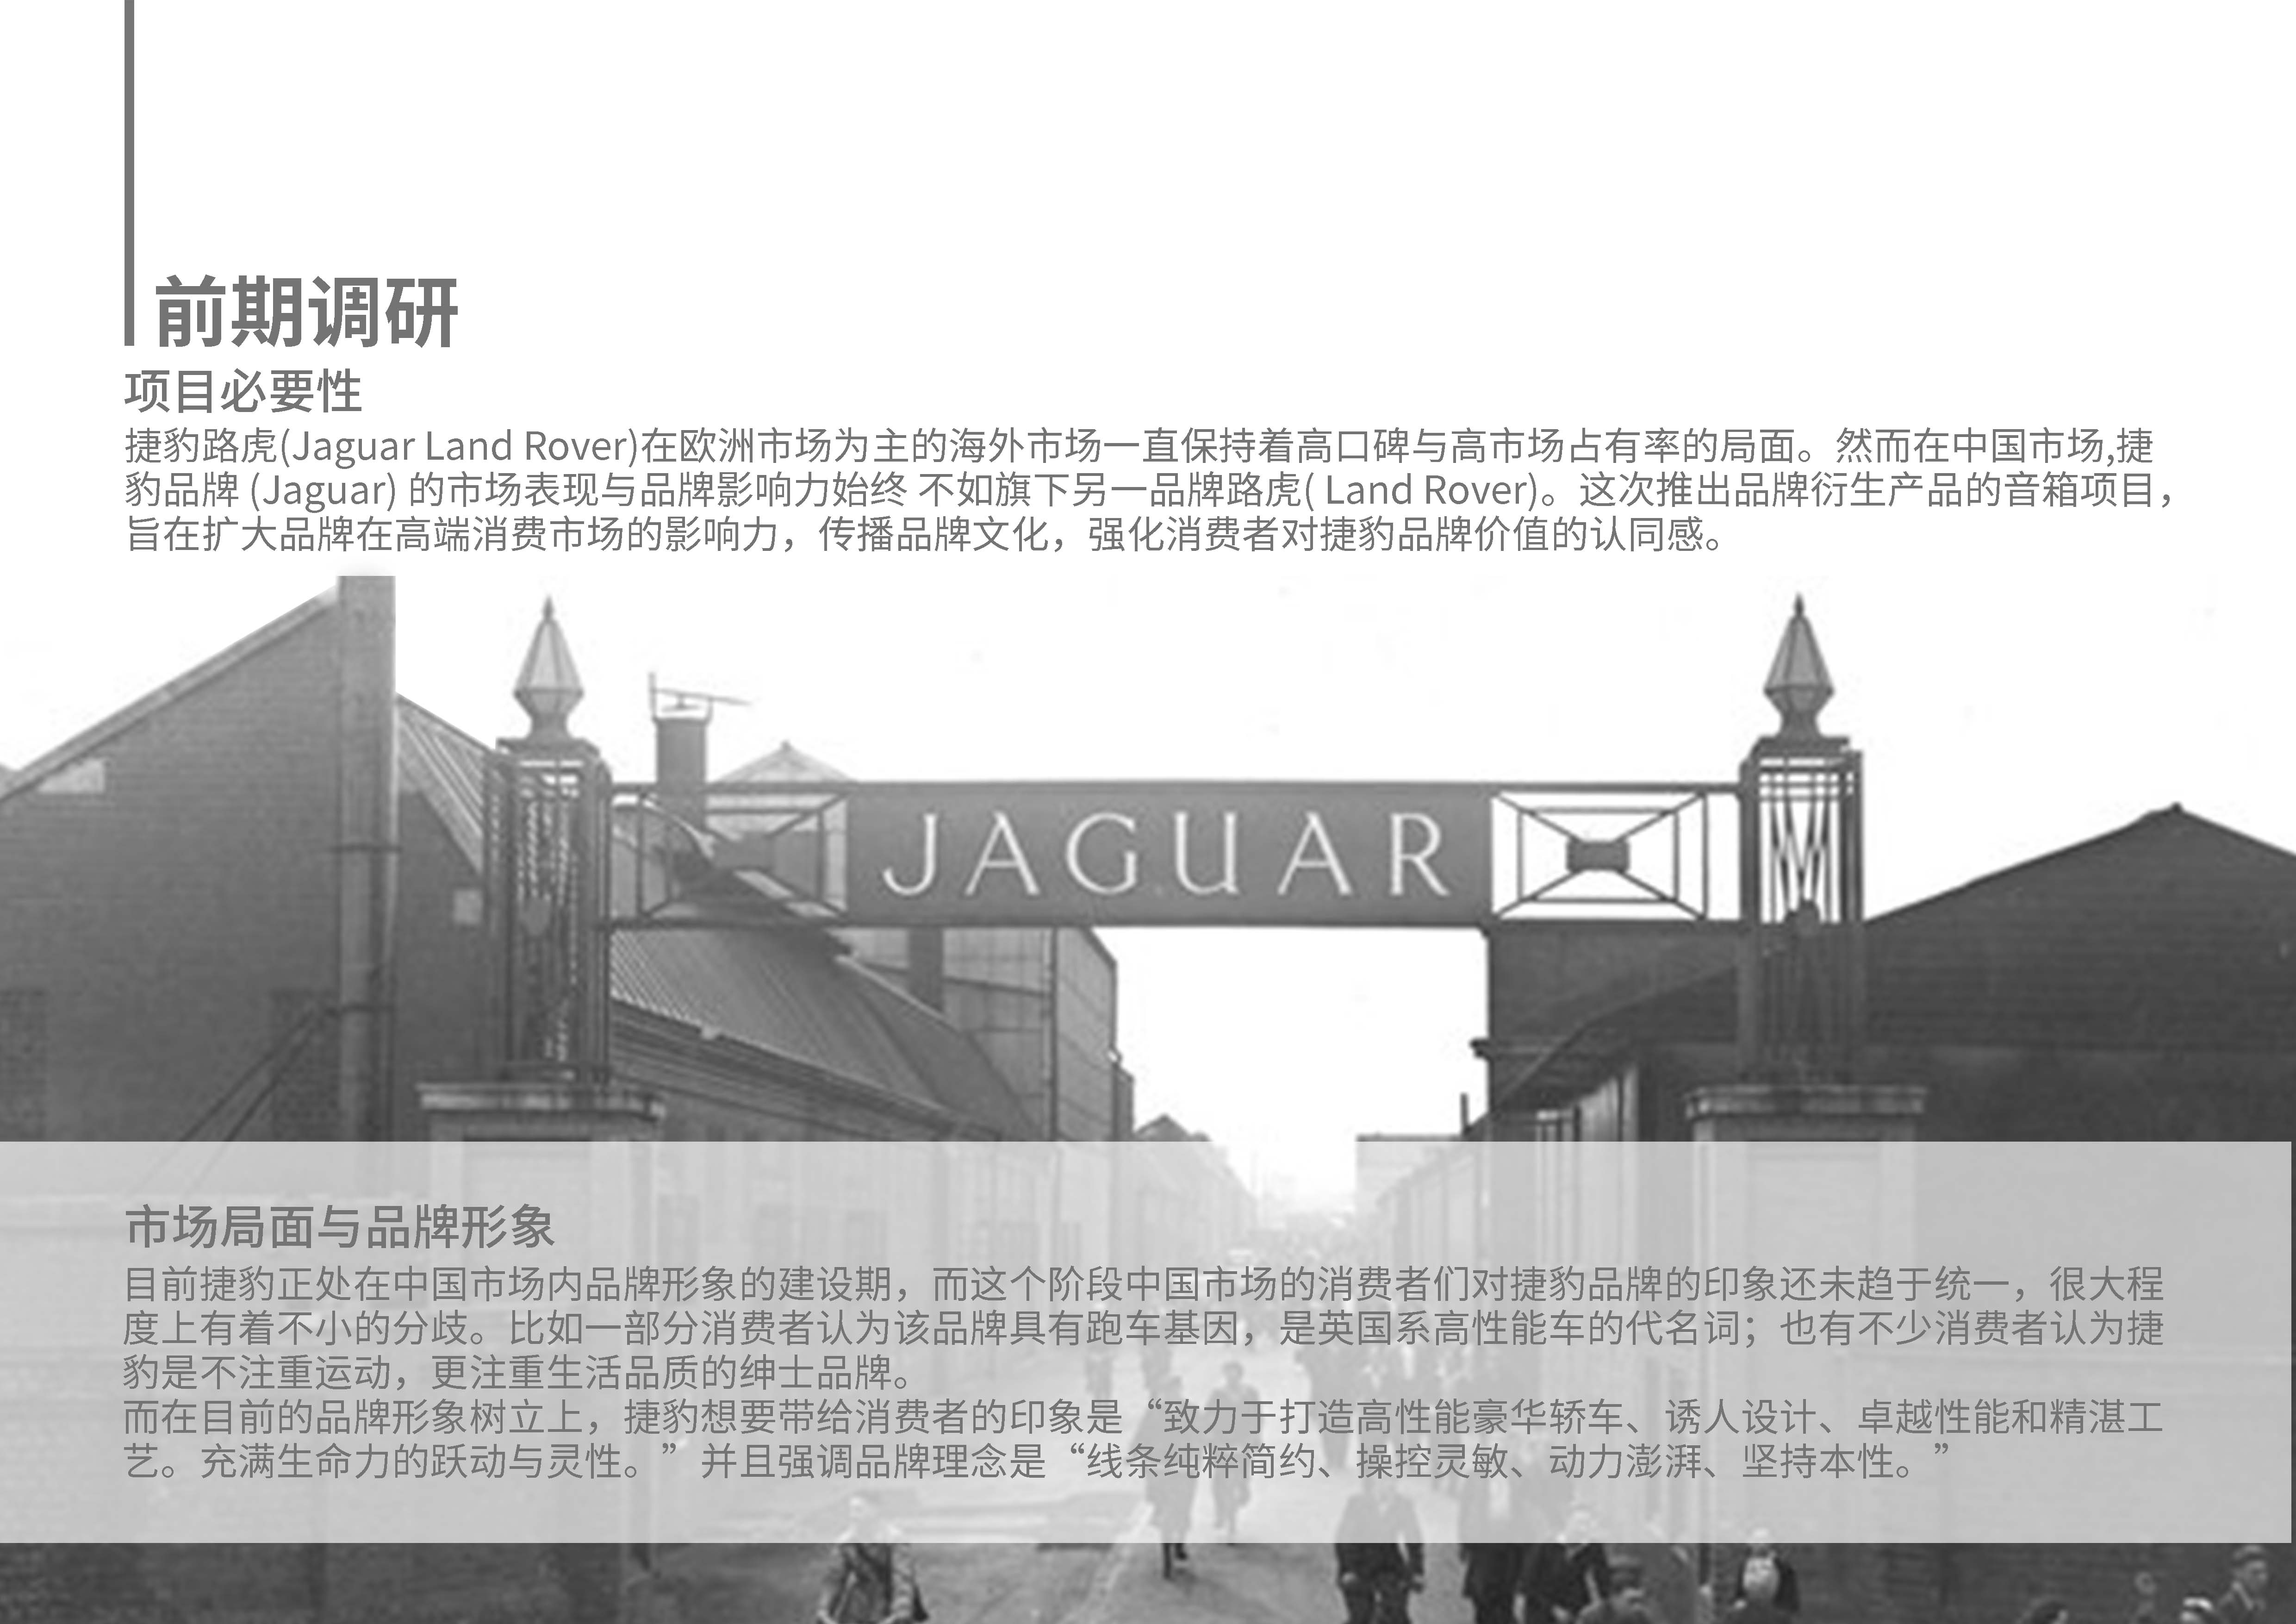 前期调研
项目必要性
捷豹路虎(Jaguar Land Rover)在欧洲市场为主的海外市场一直保持着高口碑与高市场占有率的局面。然而在中国市场,捷
豹品牌 (Jaguar) 的市场表现与品牌影响力始终 不如旗下另一品牌路虎( Land Rover)。这次推出品牌衍生产品的音箱项目，
旨在扩大品牌在高端消费市场的影响力，传播品牌文化，强化消费者对捷豹品牌价值的认同感。
JAGUAR
市场局面与品牌形象
目前捷豹正处在中国市场内品牌形象的建设期，而这个阶段中国市场的消费者们对捷豹品牌的印象还未趋于统一，很大程
度上有着不小的分歧。比如一部分消费者认为该品牌具有跑车基因，是英国系高性能车的代名词；也有不少消费者认为捷
豹是不注重运动，更注重生活品质的绅士品牌。
而在目前的品牌形象树立上，捷豹想要带给消费者的印象是“致力于打造高性能豪华轿车、诱人设计、卓越性能和精湛工
艺。充满生命力的跃动与灵性。”并且强调品牌理念是“线条纯粹简约、操控灵敏、动力澎湃、坚持本性。”